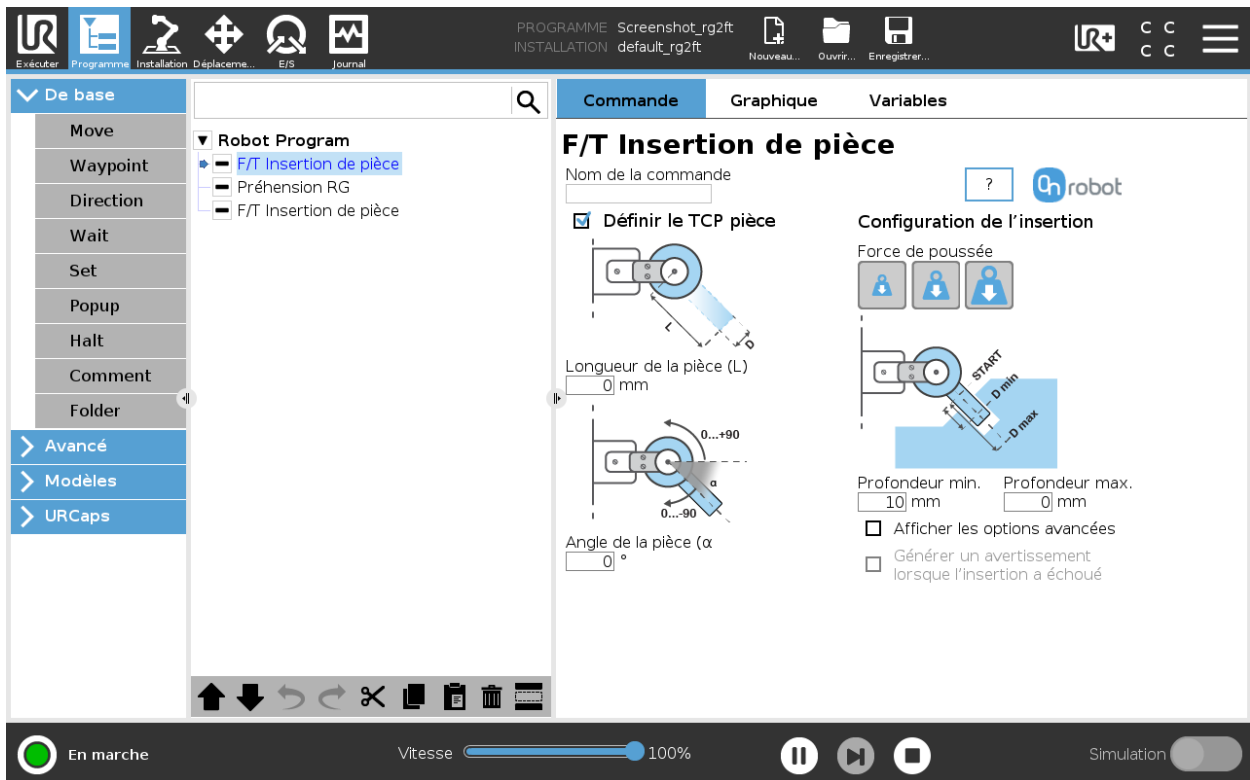 PROGRAMME Screenshot_rg2ft
INSTALLATION default_rg2ft
Exécuter
Programme
Installation
Déplaceme...
E/S
Journal
Nouveau...
Ouvrir...
Enregistrer...
UR
UR+
C C
C C
De base
Move
Waypoint
Direction
Wait
Set
Popup
Halt
Comment
Folder
Avancé
Modèles
URCaps
Robot Program
F/T Insertion de pièce
Préhension RG
F/T Insertion de pièce
Commande
Graphique
Variables
F/T Insertion de pièce
Nom de la commande
?
On robot
Définir le TCP pièce
L
D
Longueur de la pièce (L)
0 mm
0...+90
α
0...-90
Angle de la pièce (α
0 °
Configuration de l'insertion
Force de poussée
START
D min
F
D max
Profondeur min.
Profondeur max.
10 mm
0 mm
Afficher les options avancées
Générer un avertissement
lorsque l'insertion a échoué
En marche
Vitesse
100%
Simulation